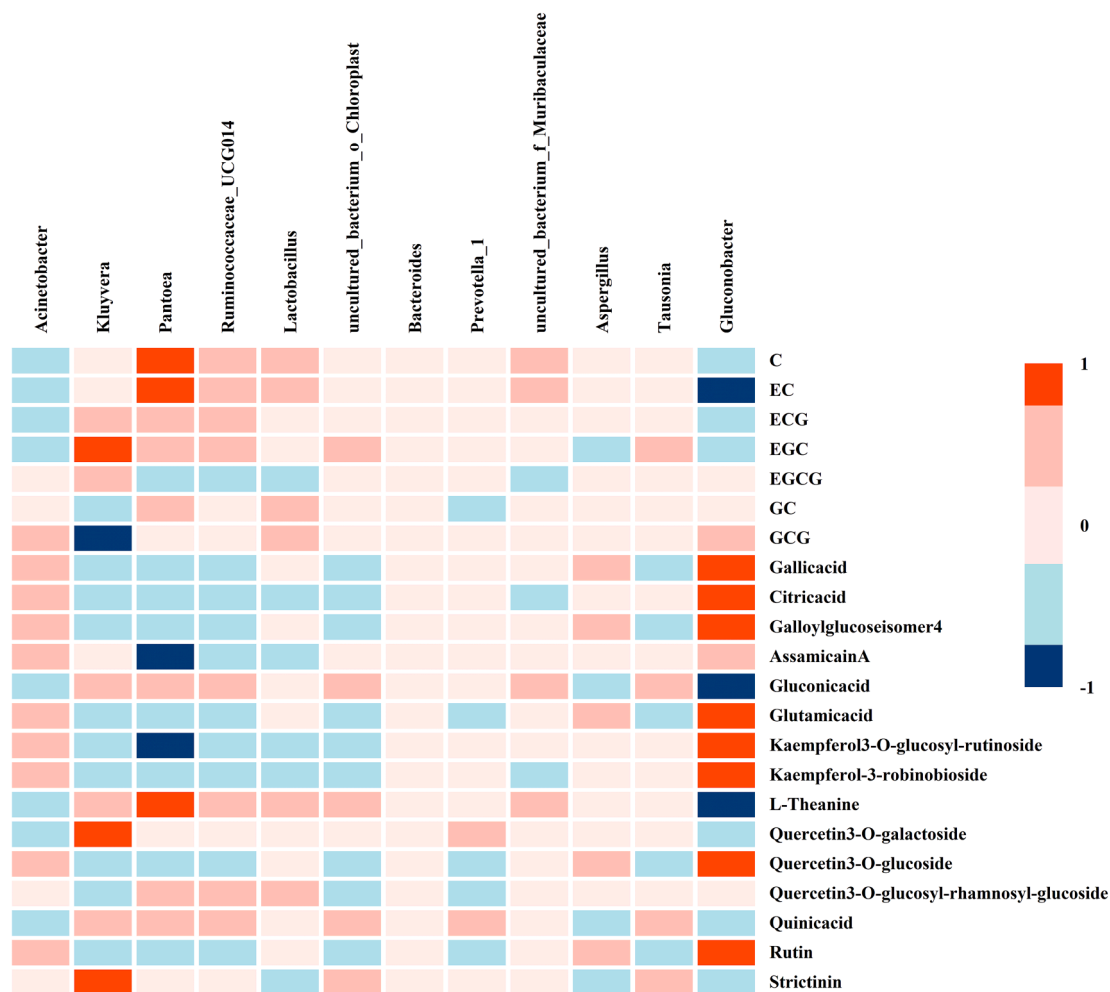 Acinetobacter
Kluyvera
Pantoea
Ruminococcaceae_UCG014
Lactobacillus
uncultured_bacterium_o_Chloroplast
Bacteroides
Prevotella_1
uncultured_bacterium_f_Muribaculaceae
Aspergillus
Tausonia
Gluconobacter
C
EC
ECG
EGC
EGCG
GC
GCG
Gallicacid
Citricacid
Galloylglucoseisomer4
AssamicainA
Gluconicacid
Glutamicacid
Kaempferol3-O-glucosyl-rutinoside
Kaempferol-3-robinobioside
L-Theanine
Quercetin3-O-galactoside
Quercetin3-O-glucoside
Quercetin3-O-glucosyl-rhamnosyl-glucoside
Quinicacid
Rutin
Strictinin
1
0
-1